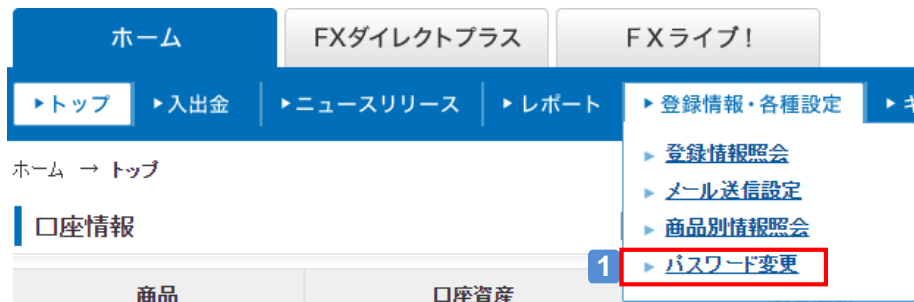 ホーム FXダイレクトプラス FXライブ!
トップ 入出金 ニュースリリース レポート 登録情報・各種設定
ホーム → トップ
登録情報照会
メール送信設定
口座情報
商品別情報照会
1 パスワード変更
商品 口座資産